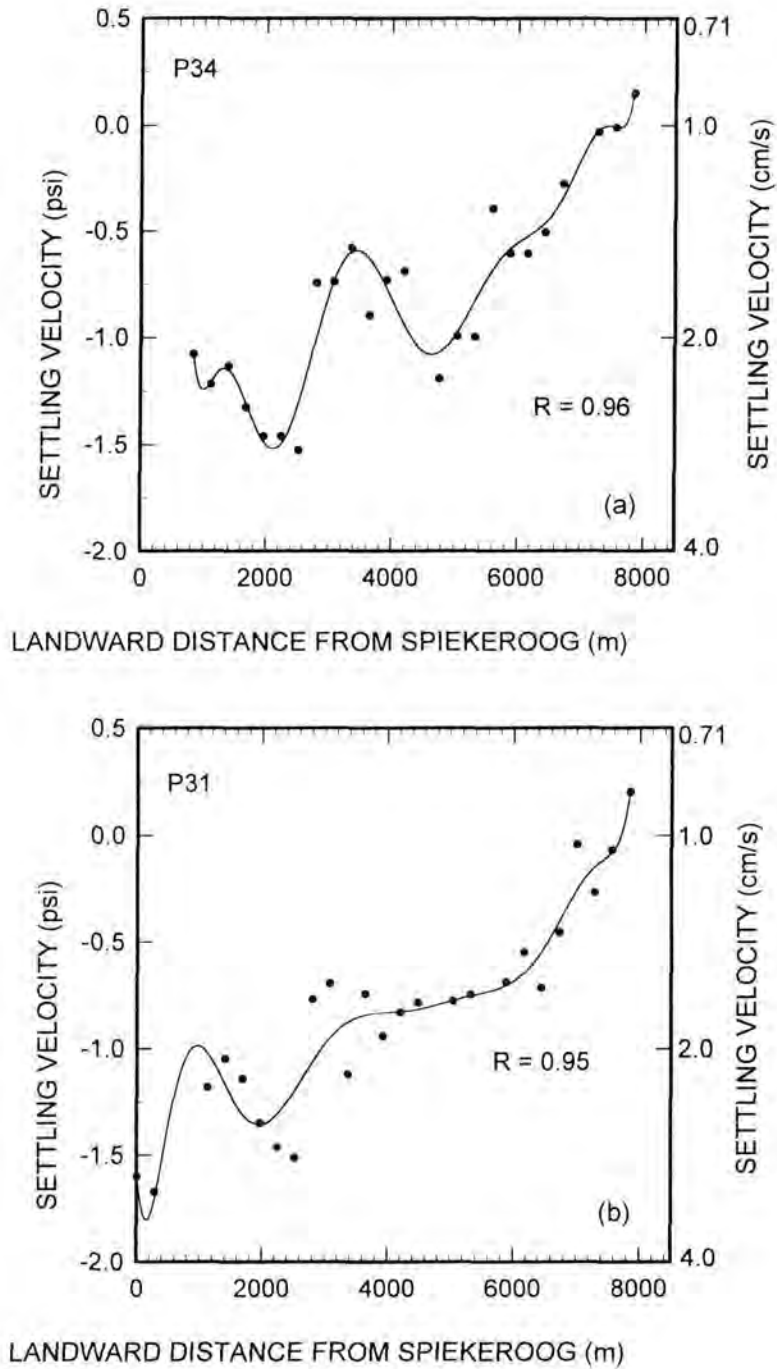 0.5
0.71
P34
0.0
1.0
-0.5
-1.0
2.0
R = 0.96
-1.5
(a)
-2.0
4.0
0 2000 4000 6000 8000
SETTLING VELOCITY (psi)
SETTLING VELOCITY (cm/s)
LANDWARD DISTANCE FROM SPIEKEROOG (m)
0.5
0.71
P31
0.0
1.0
-0.5
-1.0
2.0
R = 0.95
-1.5
(b)
-2.0
4.0
0 2000 4000 6000 8000
SETTLING VELOCITY (psi)
SETTLING VELOCITY (cm/s)
LANDWARD DISTANCE FROM SPIEKEROOG (m)